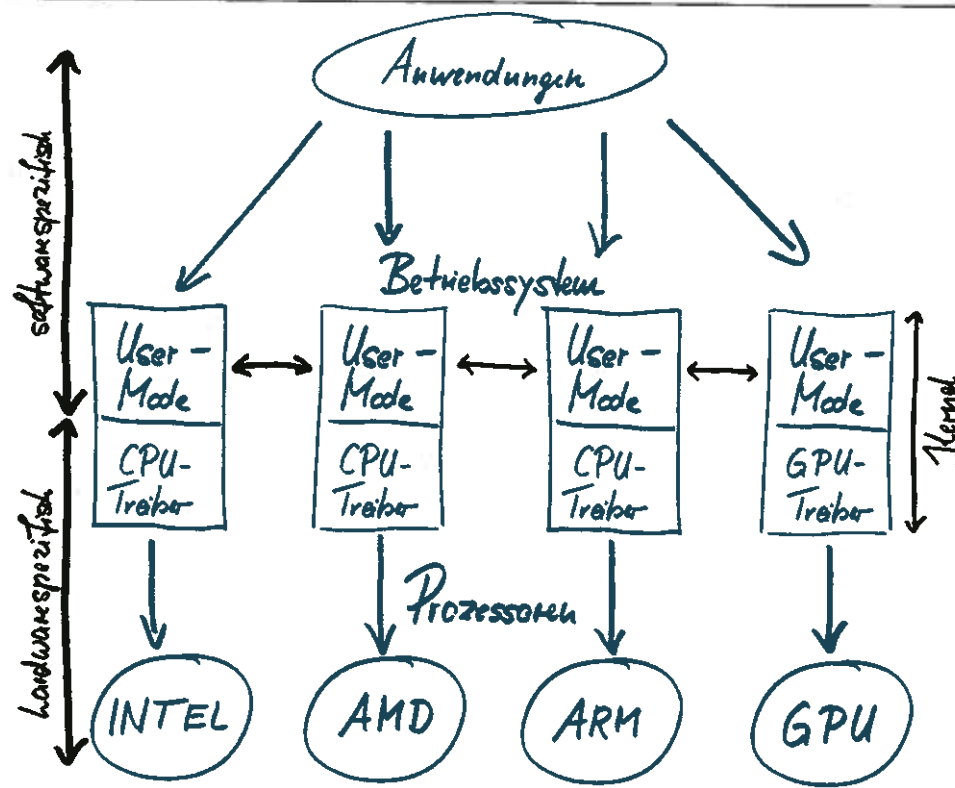 Anwendungen
softwarespezifisch
Betriebssystem
User-
Mode
CPU-
Treiber
User-
Mode
CPU-
Treiber
User-
Mode
CPU-
Treiber
User-
Mode
GPU-
Treiber
Kernel
hardwarespezifisch
Prozessoren
INTEL
AMD
ARM
GPU